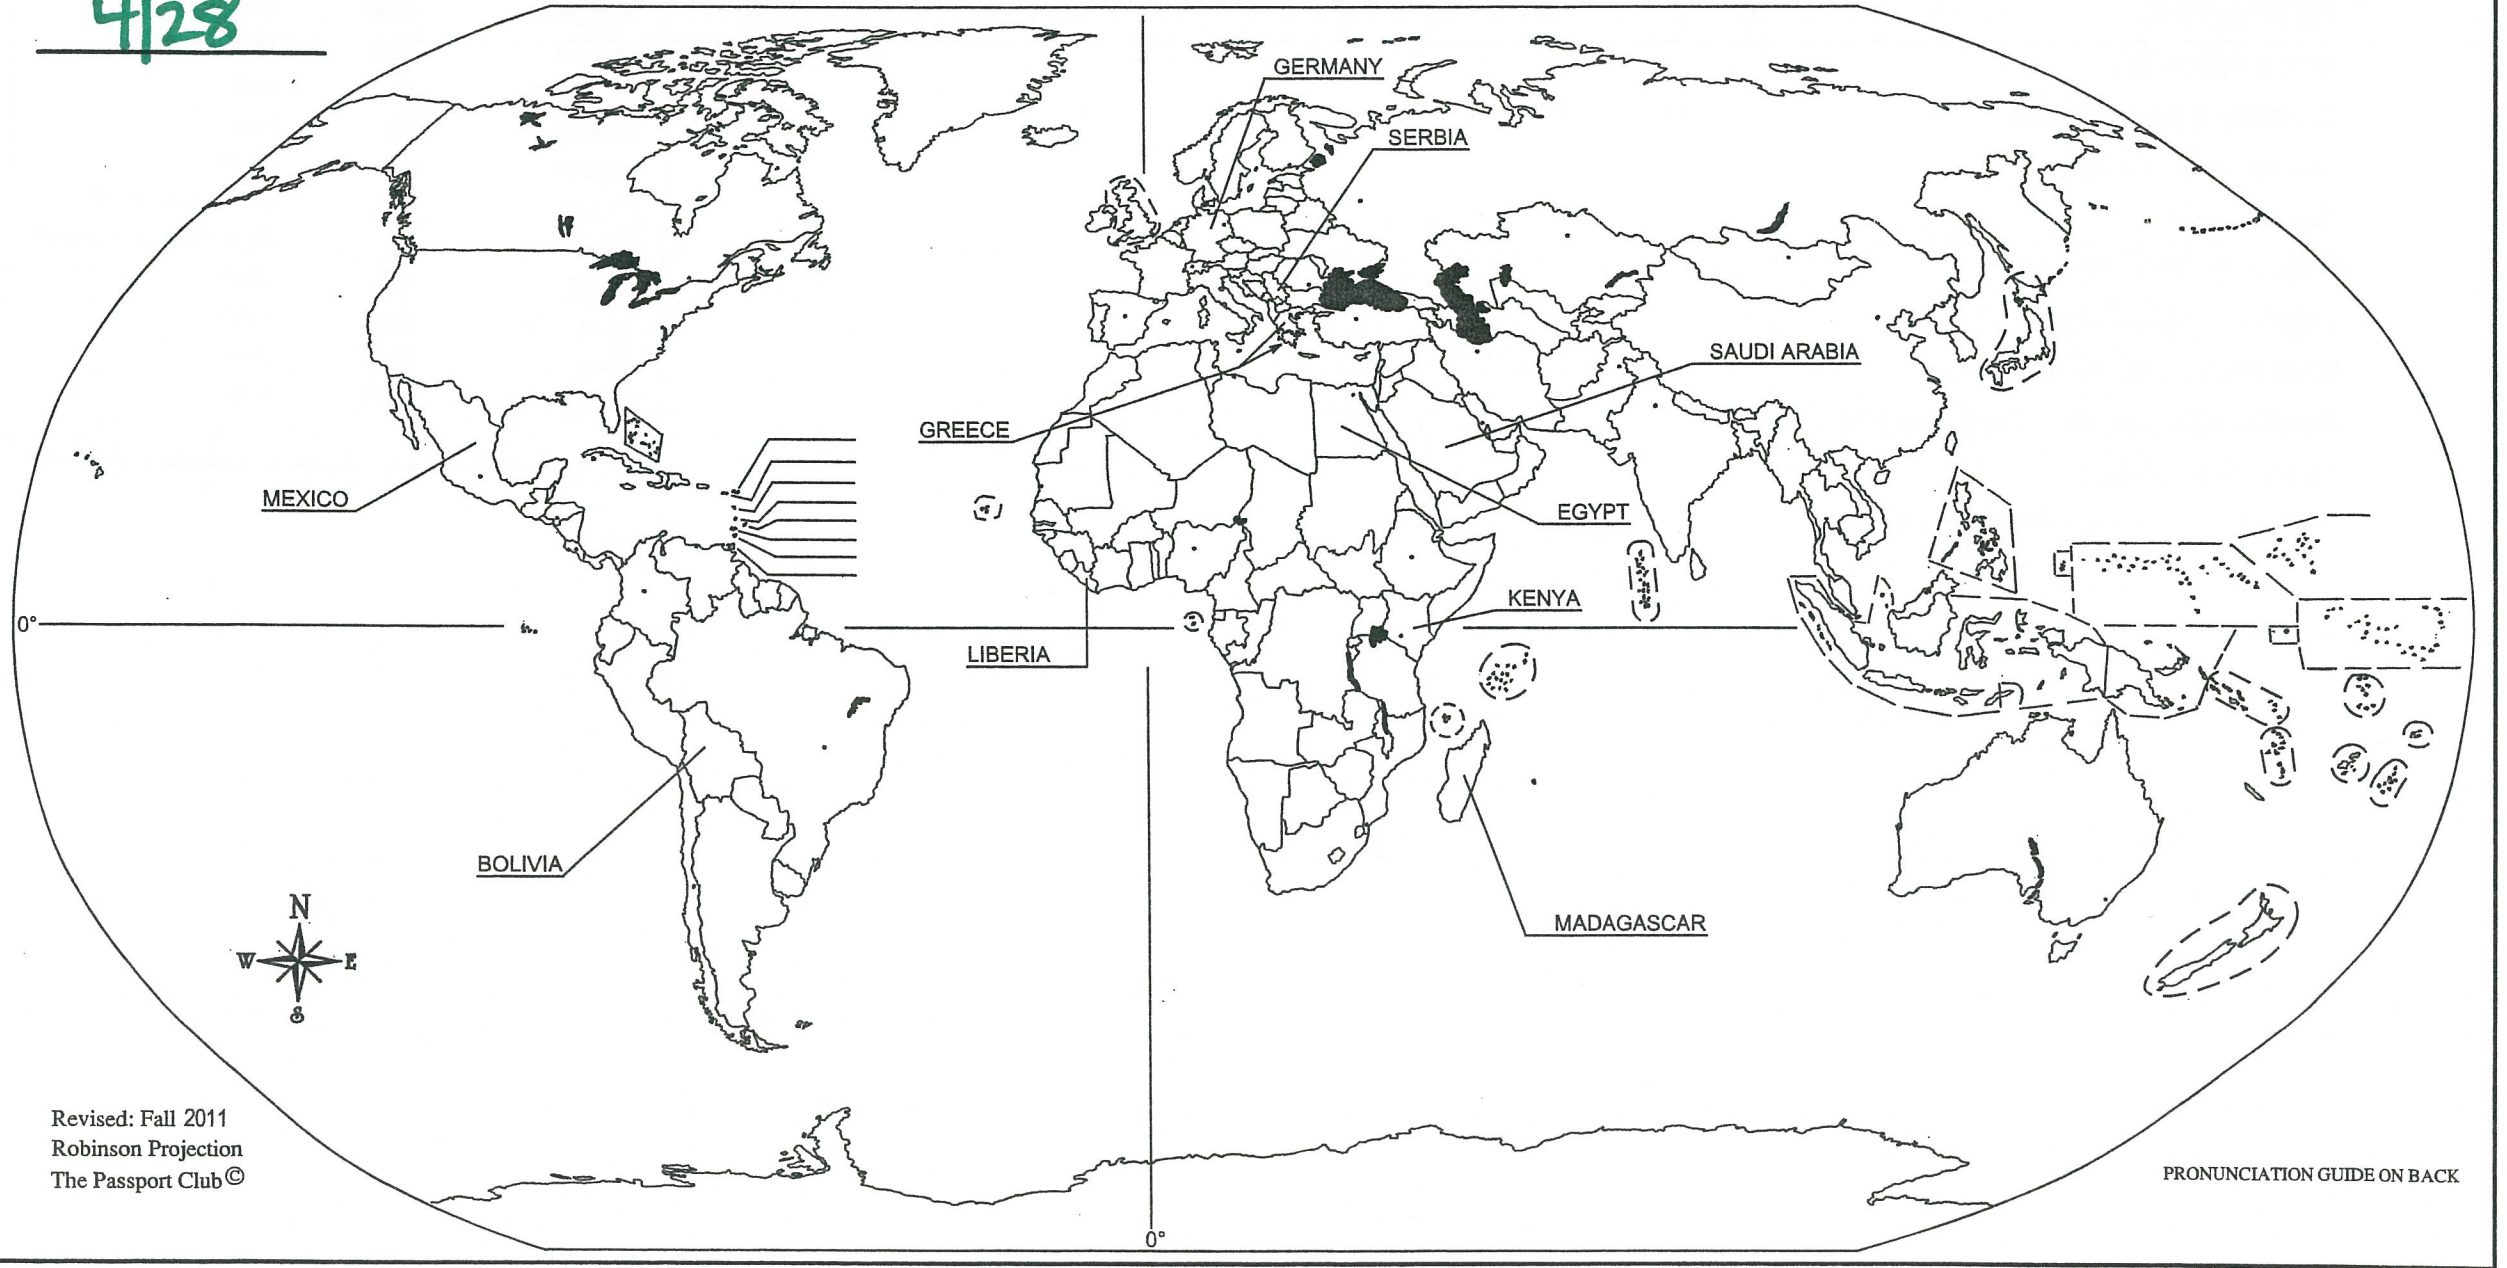 4/28
GERMANY
SERBIA
SAUDI ARABIA
GREECE
MEXICO
EGYPT
KENYA
0°
LIBERIA
BOLIVIA
N
MADAGASCAR
W E
S
Revised: Fall 2011
Robinson Projection
The Passport Club©
PRONUNCIATION GUIDE ON BACK
0°